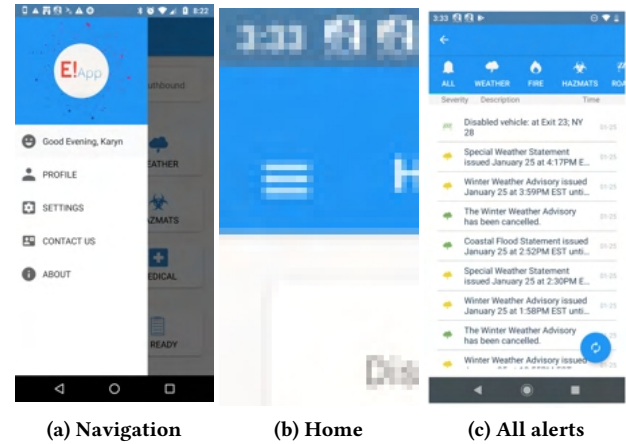 8:22
E!App
Good Evening, Karyn
PROFILE
SETTINGS
CONTACT US
ABOUT
uthbound
EATHER
ZMATS
EDICAL
READY
(a) Navigation
3:33
H
Dis
(b) Home
3:33
ALL WEATHER FIRE HAZMATS ROA
Severity Description Time
Disabled vehicle: at Exit 23; NY
28
01-25
Special Weather Statement
issued January 25 at 4:17PM E...
01-25
Winter Weather Advisory issued
January 25 at 3:59PM EST unti...
01-25
The Winter Weather Advisory
has been cancelled.
01-25
Coastal Flood Statement issued
January 25 at 2:52PM EST unti...
01-25
Special Weather Statement
issued January 25 at 2:30PM E...
01-25
Winter Weather Advisory issued
January 25 at 1:58PM EST unti...
01-25
The Winter Weather Advisory
has been cancelled.
Winter Weather Advisory issued
(c) All alerts